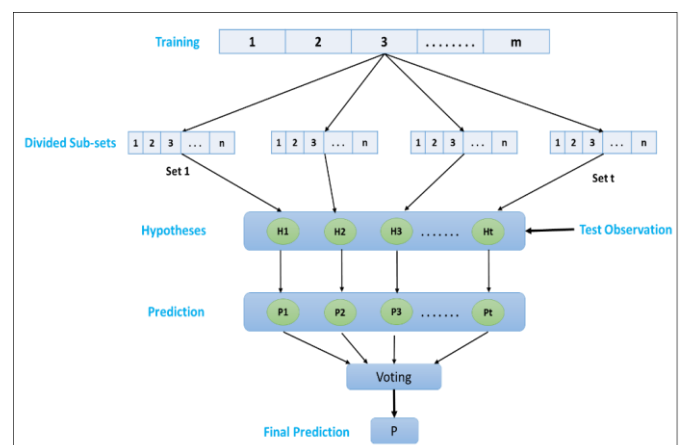 Training 1 2 3 ........ m
Divided Sub-sets 1 2 3 ... n 1 2 3 ... n 1 2 3 ... n 1 2 3 ... n
Set 1 Set t
Hypotheses H1 H2 H3 ....... Ht Test Observation
Prediction P1 P2 P3 ....... Pt
Voting
Final Prediction P